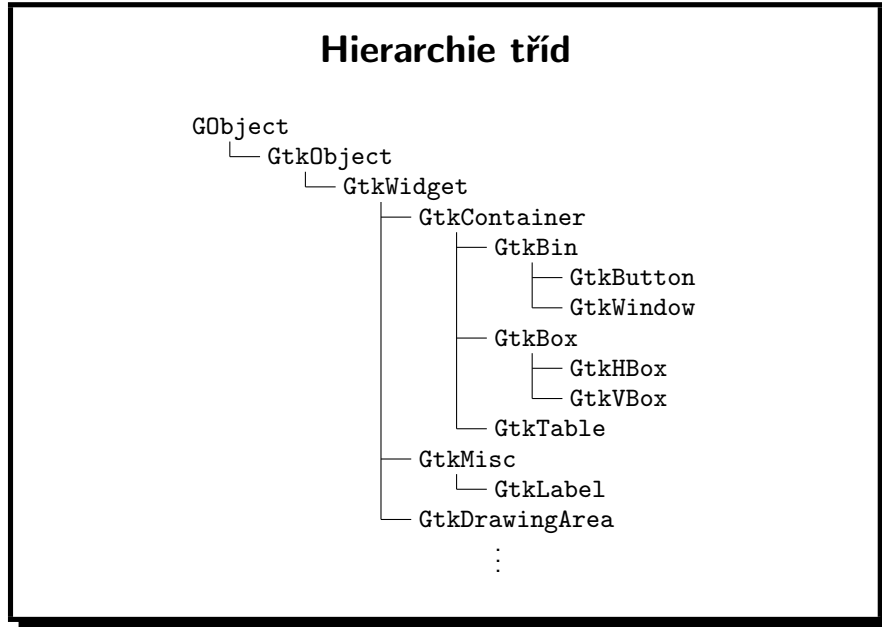 Hierarchie tříd
GObject
GtkObject
GtkWidget
GtkContainer
GtkBin
GtkButton
GtkWindow
GtkBox
GtkHBox
GtkVBox
GtkTable
GtkMisc
GtkLabel
GtkDrawingArea
⋮